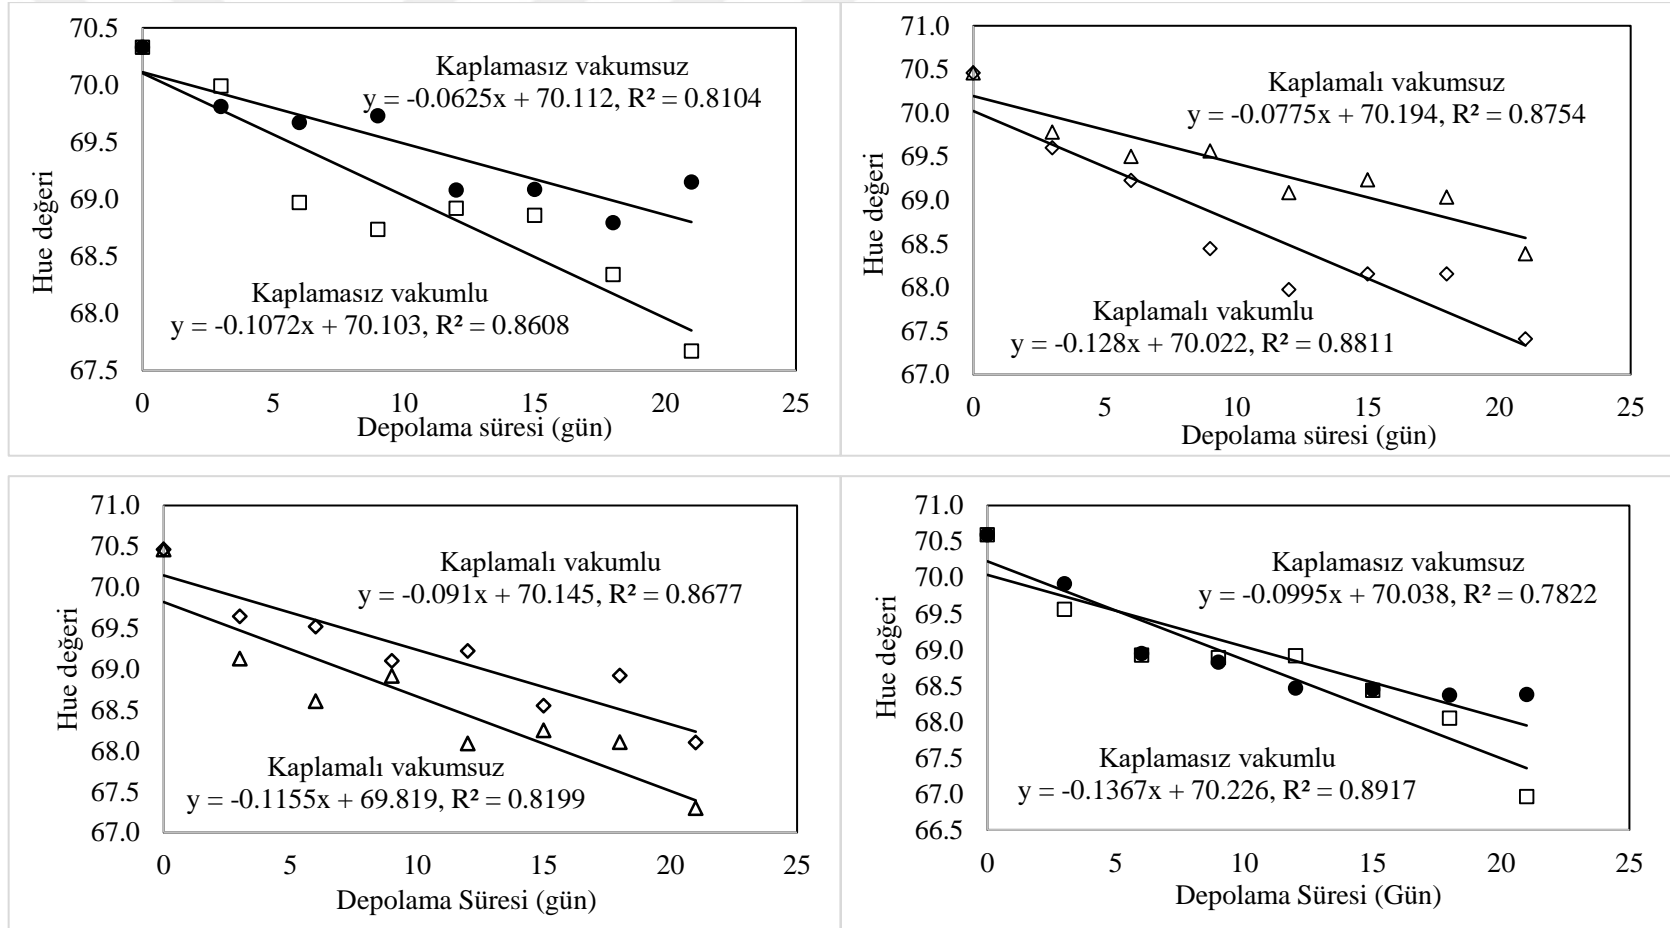 70.5
70.0
69.5
69.0
68.5
68.0
67.5
Hue değeri
Kaplamasız vakumsuz
y = -0.0625x + 70.112, R² = 0.8104
Kaplamasız vakumlu
y = -0.1072x + 70.103, R² = 0.8608
0 5 10 15 20 25
Depolama süresi (gün)
71.0
70.5
70.0
69.5
69.0
68.5
68.0
67.5
67.0
Hue değeri
Kaplamalı vakumsuz
y = -0.0775x + 70.194, R² = 0.8754
Kaplamalı vakumlu
y = -0.128x + 70.022, R² = 0.8811
0 5 10 15 20 25
Depolama süresi (gün)
71.0
70.5
70.0
69.5
69.0
68.5
68.0
67.5
67.0
Hue değeri
Kaplamalı vakumlu
y = -0.091x + 70.145, R² = 0.8677
Kaplamalı vakumsuz
y = -0.1155x + 69.819, R² = 0.8199
0 5 10 15 20 25
Depolama Süresi (gün)
71.0
70.5
70.0
69.5
69.0
68.5
68.0
67.5
67.0
66.5
Hue değeri
Kaplamasız vakumsuz
y = -0.0995x + 70.038, R² = 0.7822
Kaplamasız vakumlu
y = -0.1367x + 70.226, R² = 0.8917
0 5 10 15 20 25
Depolama Süresi (Gün)